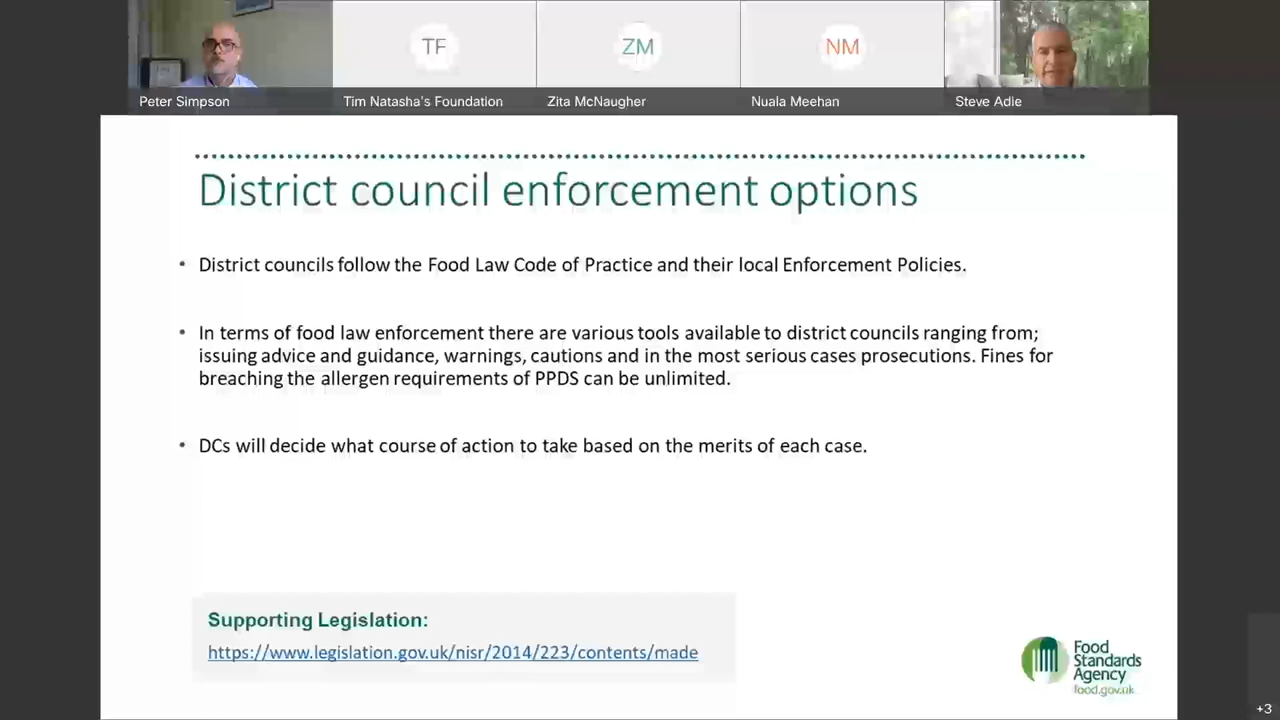 TF
ZM
NM
Peter Simpson
Tim Natasha's Foundation
Zita McNaugher
Nuala Meehan
Steve Adie
District council enforcement options
• District councils follow the Food Law Code of Practice and their local Enforcement Policies.
• In terms of food law enforcement there are various tools available to district councils ranging from;
issuing advice and guidance, warnings, cautions and in the most serious cases prosecutions. Fines for
breaching the allergen requirements of PPDS can be unlimited.
• DCs will decide what course of action to take based on the merits of each case.
Supporting Legislation:
https://www.legislation.gov.uk/nisr/2014/223/contents/made
Food
Standards
Agency
food.gov.uk
+3